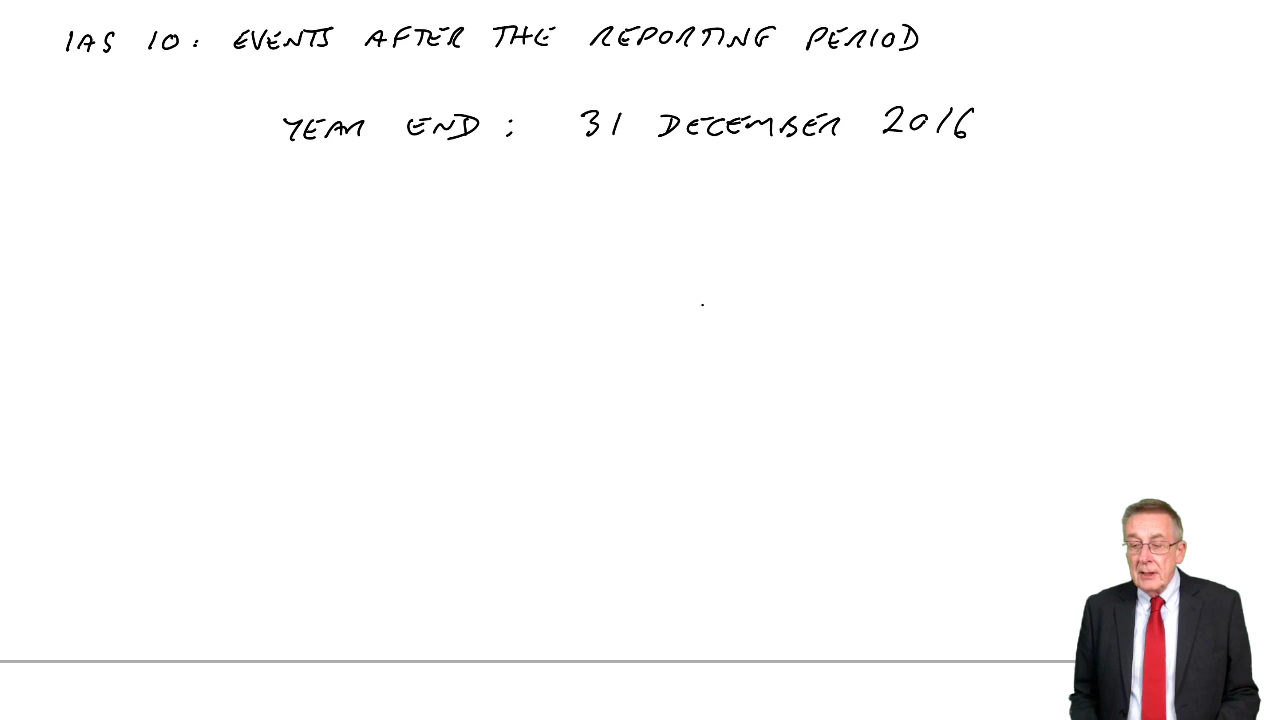 IAS 10: EVENTS AFTER THE REPORTING PERIOD
YEAR END: 31 DECEMBER 2016